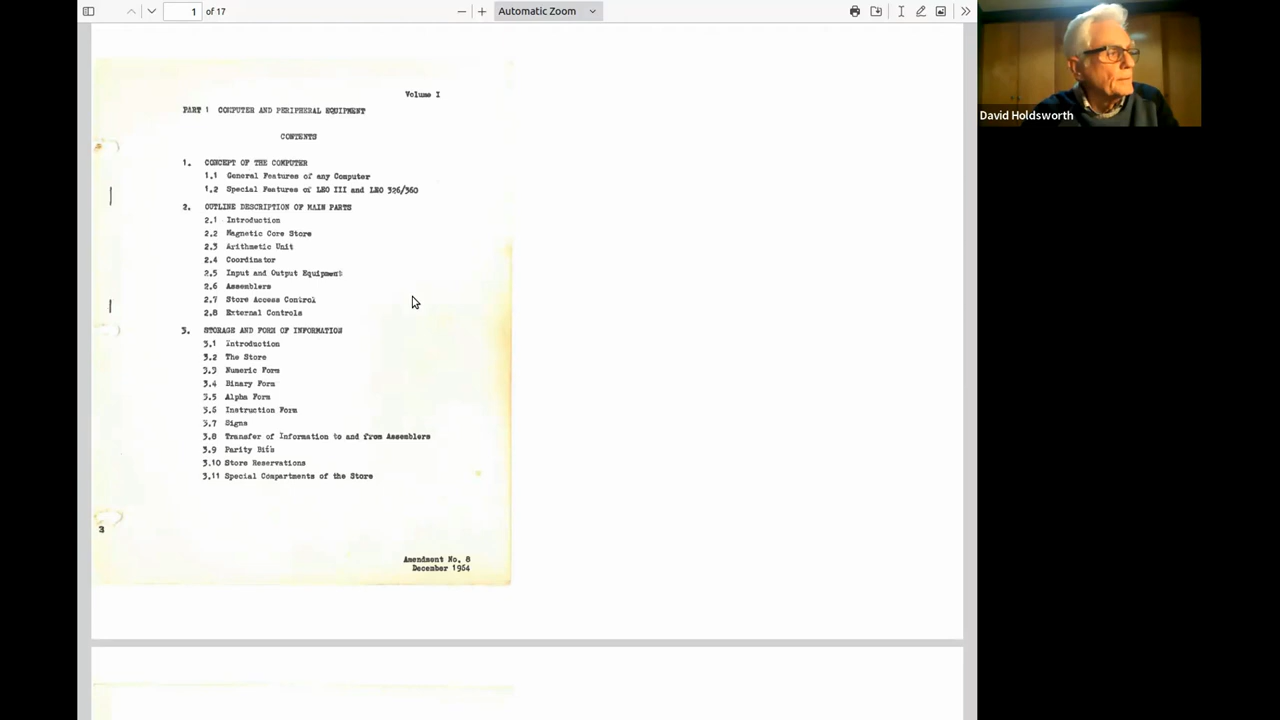 1 of 17
Automatic Zoom
David Holdsworth
Volume I
PART 1 COMPUTER AND PERIPHERAL EQUIPMENT
CONTENTS
1. CONCEPT OF THE COMPUTER
1.1 General Features of any Computer
1.2 Special Features of LEO III and LEO 326/360
2. OUTLINE DESCRIPTION OF MAIN PARTS
2.1 Introduction
2.2 Magnetic Core Store
2.3 Arithmetic Unit
2.4 Coordinator
2.5 Input and Output Equipment
2.6 Assemblers
2.7 Store Access Control
2.8 External Controls
3. STORAGE AND FORM OF INFORMATION
3.1 Introduction
3.2 The Store
3.3 Numeric Form
3.4 Binary Form
3.5 Alpha Form
3.6 Instruction Form
3.7 Signs
3.8 Transfer of Information to and from Assemblers
3.9 Parity Bits
3.10 Store Reservations
3.11 Special Compartments of the Store
3
Amendment No. 8
December 1964